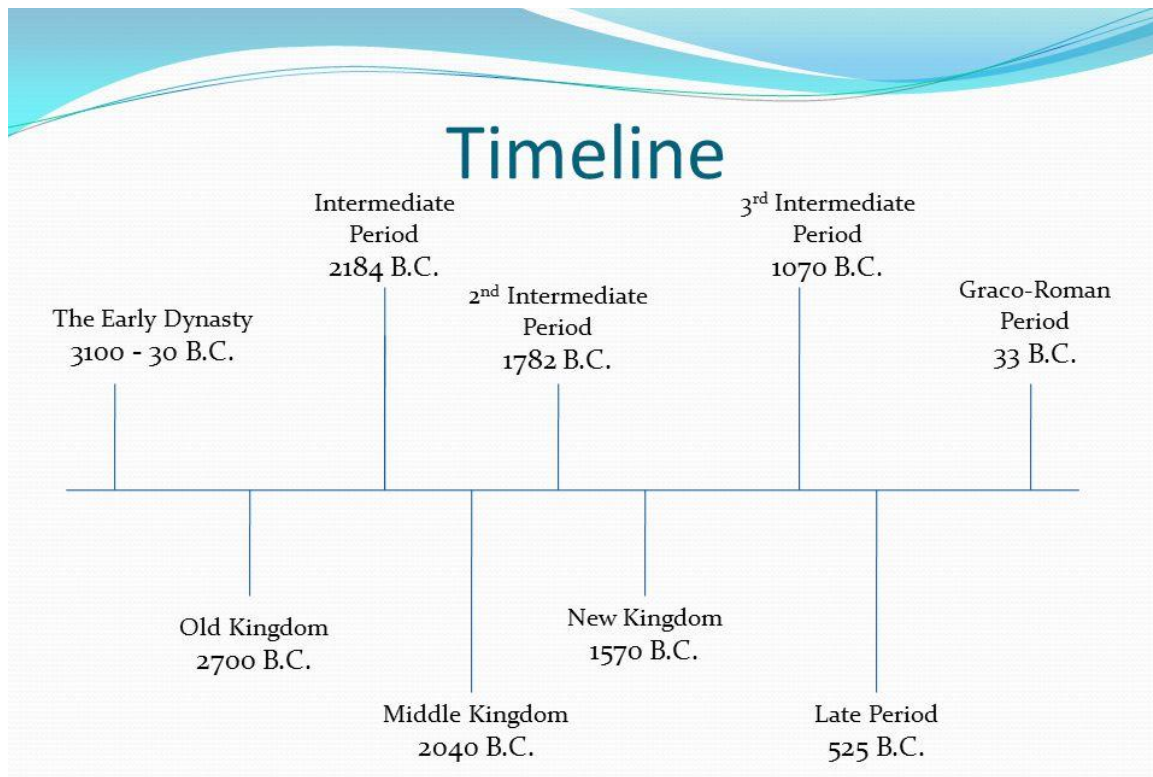 Timeline
Intermediate
Period
2184 B.C.
3rd Intermediate
Period
1070 B.C.
The Early Dynasty
3100 - 30 B.C.
2nd Intermediate
Period
1782 B.C.
Graco-Roman
Period
33 B.C.
Old Kingdom
2700 B.C.
New Kingdom
1570 B.C.
Middle Kingdom
2040 B.C.
Late Period
525 B.C.